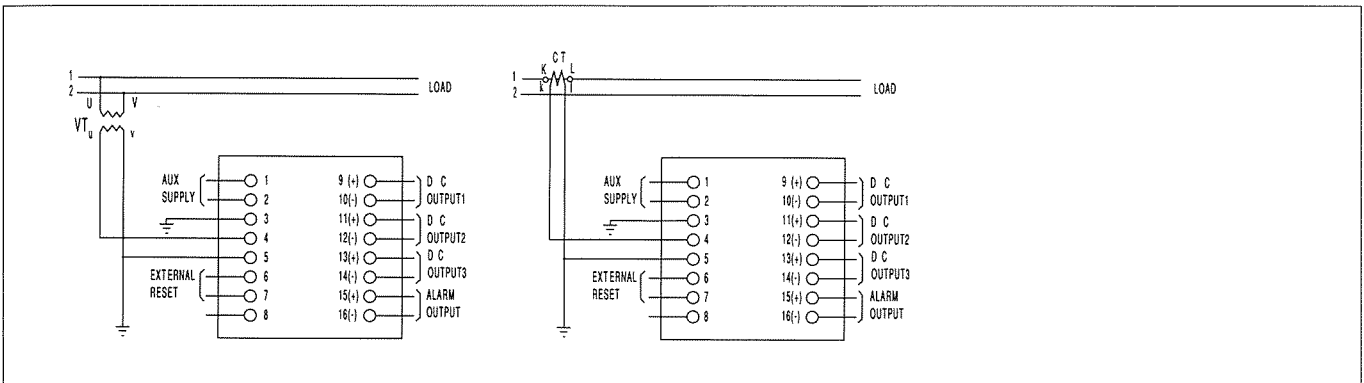 1
2
LOAD
U V
VT u v
AUX
SUPPLY
1
2
3
4
5
EXTERNAL
RESET
6
7
8
9 (+)
10(-)
D C
OUTPUT1
11(+)
12(-)
D C
OUTPUT2
13(+)
14(-)
D C
OUTPUT3
15(+)
16(-)
ALARM
OUTPUT
CT
K L
1
k l
2
LOAD
AUX
SUPPLY
1
2
3
4
5
EXTERNAL
RESET
6
7
8
9 (+)
10(-)
D C
OUTPUT1
11(+)
12(-)
D C
OUTPUT2
13(+)
14(-)
D C
OUTPUT3
15(+)
16(-)
ALARM
OUTPUT